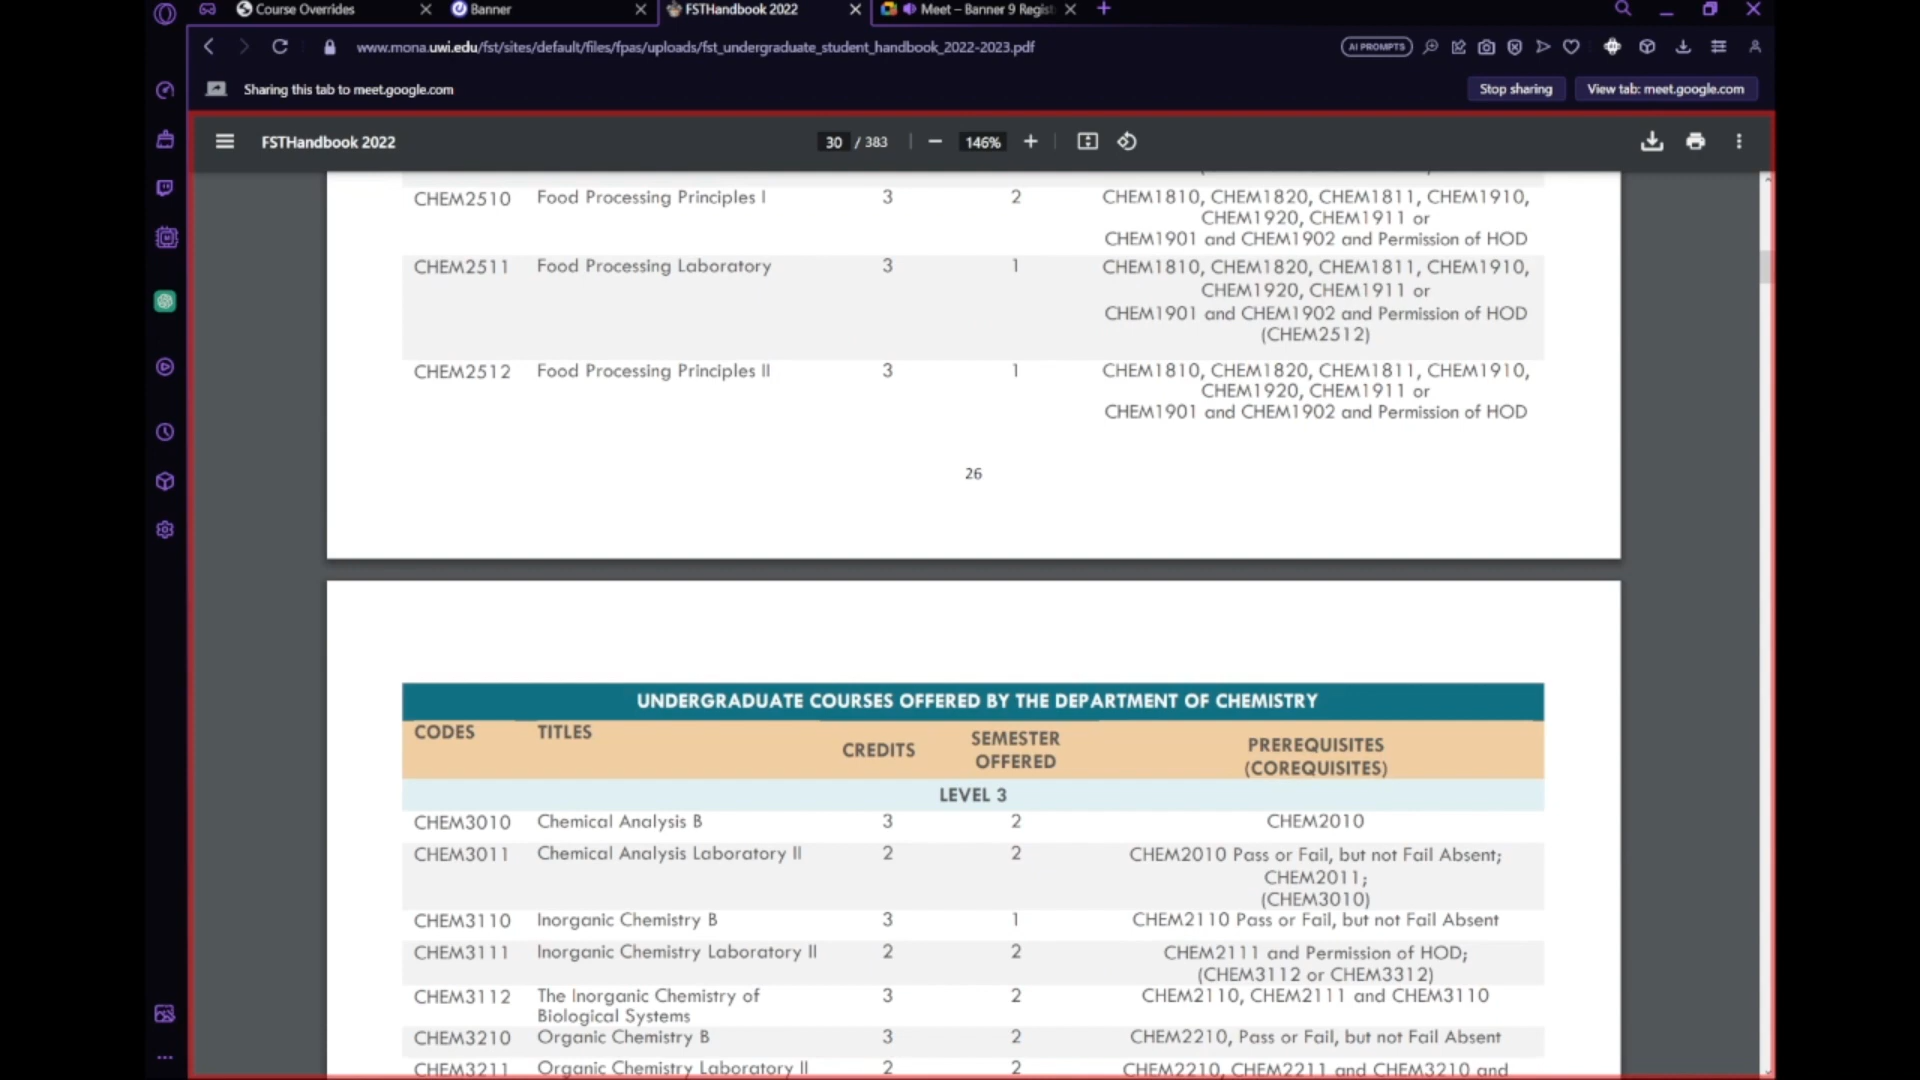 Course Overrides
Banner
FSTHandbook 2022
Meet – Banner 9 Regist
www.mona.uwi.edu/fst/sites/default/files/fpas/uploads/fst_undergraduate_student_handbook_2022-2023.pdf
AI PROMPTS
Sharing this tab to meet.google.com
Stop sharing
View tab: meet.google.com
FSTHandbook 2022
30 / 383
146%
CHEM2510 Food Processing Principles I 3 2 CHEM1810, CHEM1820, CHEM1811, CHEM1910,
CHEM1920, CHEM1911 or
CHEM1901 and CHEM1902 and Permission of HOD
CHEM2511 Food Processing Laboratory 3 1 CHEM1810, CHEM1820, CHEM1811, CHEM1910,
CHEM1920, CHEM1911 or
CHEM1901 and CHEM1902 and Permission of HOD
(CHEM2512)
CHEM2512 Food Processing Principles II 3 1 CHEM1810, CHEM1820, CHEM1811, CHEM1910,
CHEM1920, CHEM1911 or
CHEM1901 and CHEM1902 and Permission of HOD
26
UNDERGRADUATE COURSES OFFERED BY THE DEPARTMENT OF CHEMISTRY
CODES TITLES CREDITS SEMESTER OFFERED PREREQUISITES (COREQUISITES)
LEVEL 3
CHEM3010 Chemical Analysis B 3 2 CHEM2010
CHEM3011 Chemical Analysis Laboratory II 2 2 CHEM2010 Pass or Fail, but not Fail Absent;
CHEM2011;
(CHEM3010)
CHEM3110 Inorganic Chemistry B 3 1 CHEM2110 Pass or Fail, but not Fail Absent
CHEM3111 Inorganic Chemistry Laboratory II 2 2 CHEM2111 and Permission of HOD;
(CHEM3112 or CHEM3312)
CHEM3112 The Inorganic Chemistry of 3 2 CHEM2110, CHEM2111 and CHEM3110
Biological Systems
CHEM3210 Organic Chemistry B 3 2 CHEM2210, Pass or Fail, but not Fail Absent
CHEM3211 Organic Chemistry Laboratory II 2 2 CHEM2210, CHEM2211 and CHEM3210 and